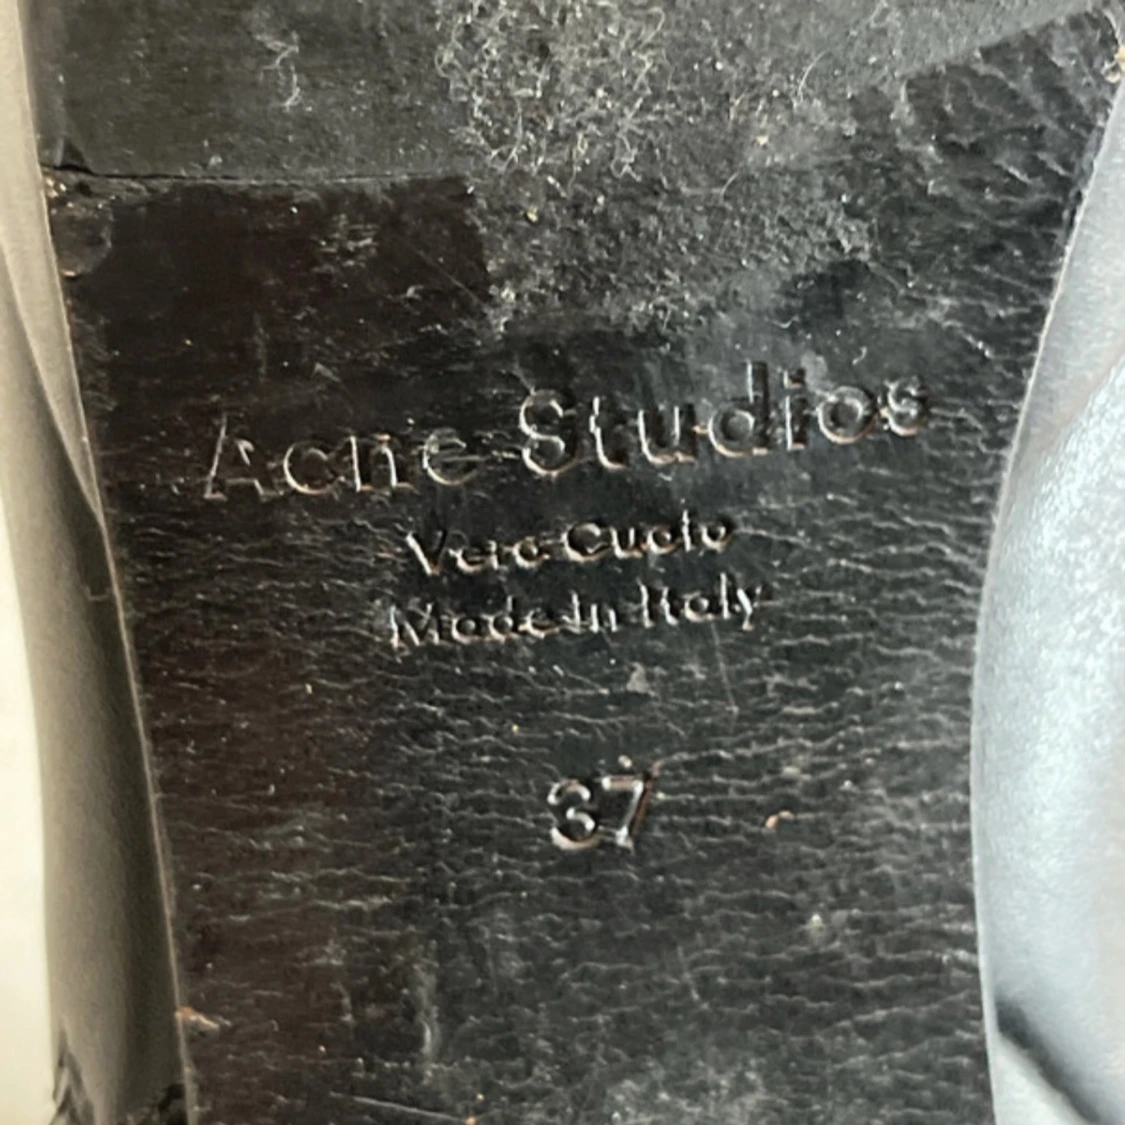 Acne Studios
Vero Cuoio
Made in Italy
37